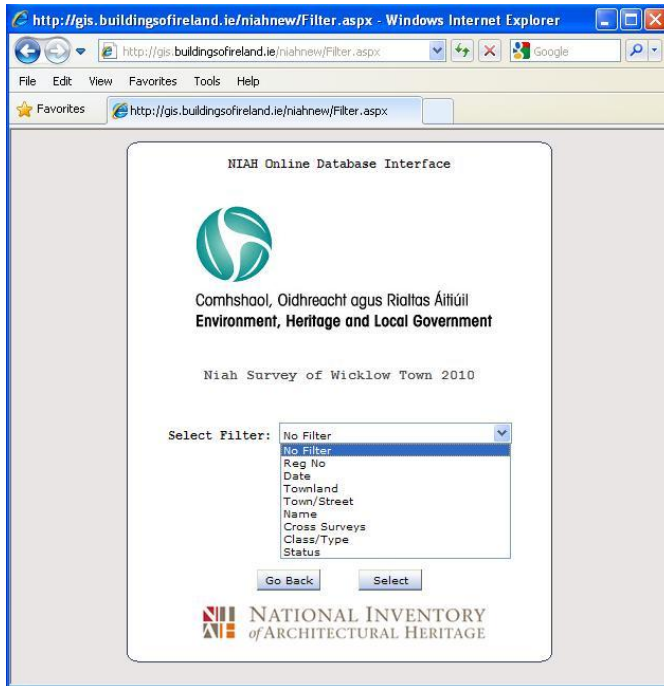 http://gis.buildingsofireland.ie/niahnew/Filter.aspx - Windows Internet Explorer
http://gis.buildingsofireland.ie/niahnew/Filter.aspx
Google
File Edit View Favorites Tools Help
Favorites
http://gis.buildingsofireland.ie/niahnew/Filter.aspx
NIAH Online Database Interface
Comhshaol, Oidhreacht agus Rialtas Áitiúil
Environment, Heritage and Local Government
Niah Survey of Wicklow Town 2010
Select Filter: No Filter
No Filter
Reg No
Date
Townland
Town/Street
Name
Cross Surveys
Class/Type
Status
Go Back Select
NATIONAL INVENTORY
of ARCHITECTURAL HERITAGE